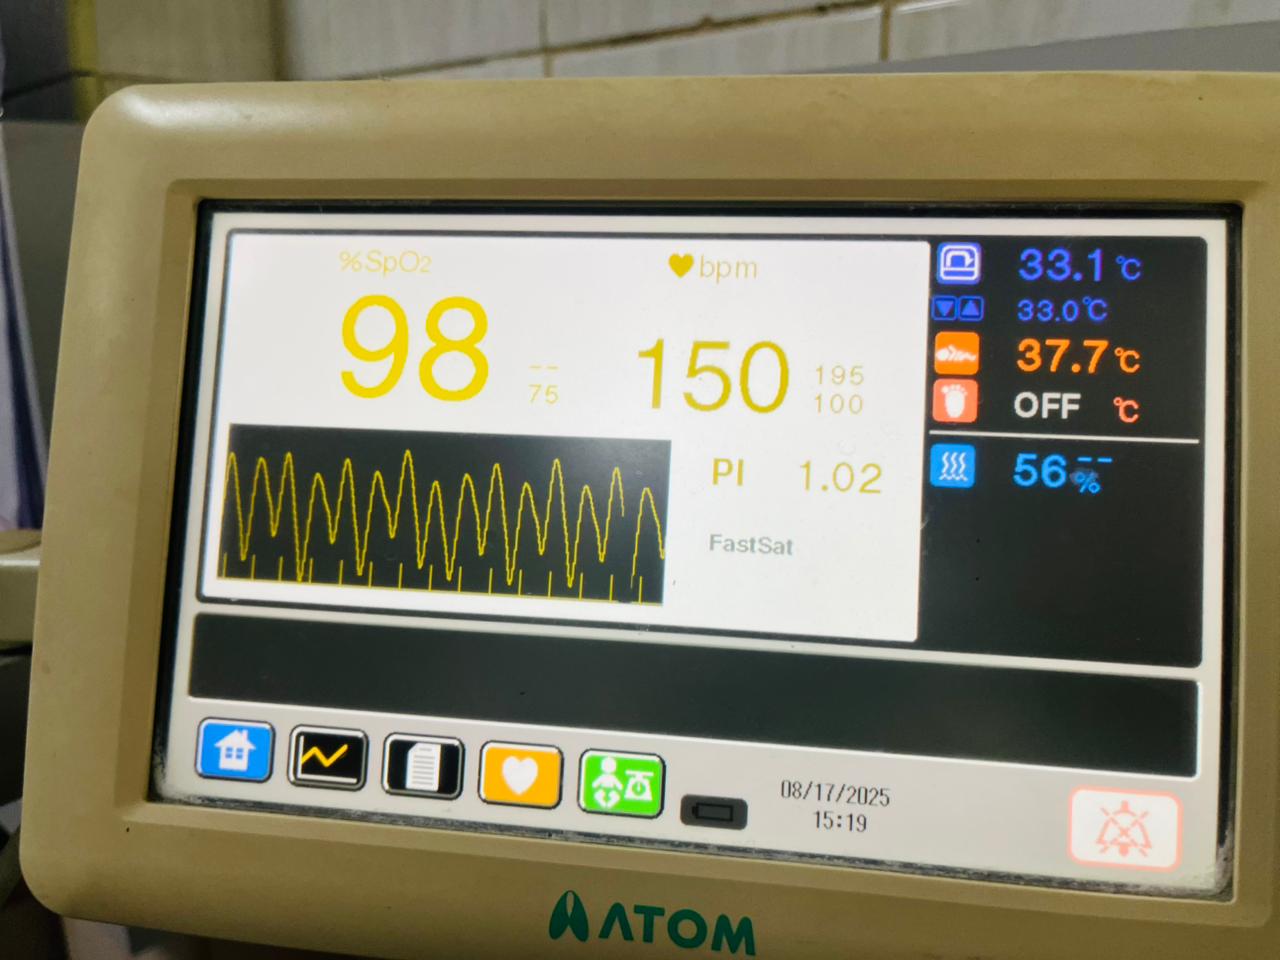 %SpO2
98
--
75
bpm
150
195
100
PI 1.02
FastSat
33.1 °C
33.0°C
37.7 °C
OFF °C
56 --
%
08/17/2025
15:19
ATOM